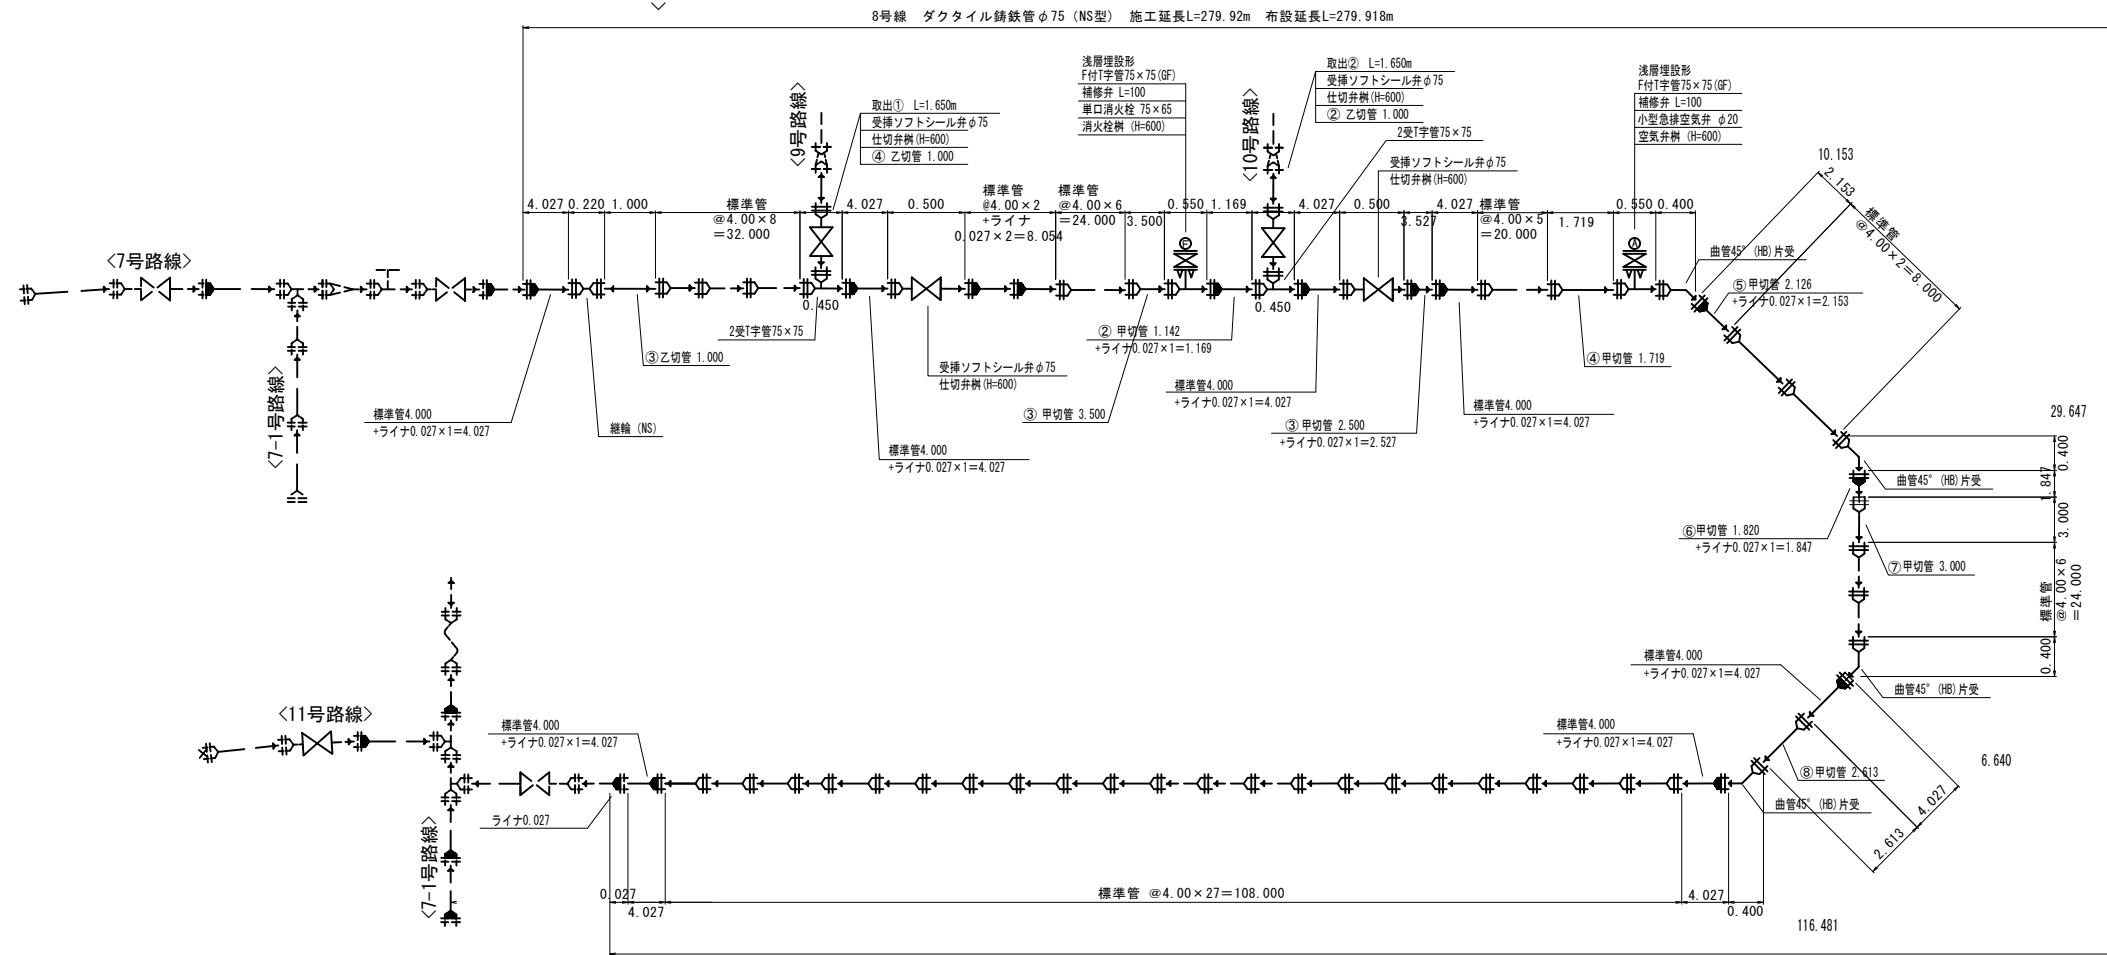 8号線 ダクタイル鋳鉄管φ75 (NS型) 施工延長L=279.92m 布設延長L=279.918m
浅層埋設形
F付T字管75×75(GF)
補修弁 L=100
単口消火栓 75×65
消火栓桝 (H=600)
取出② L=1.650m
受挿ソフトシール弁φ75
仕切弁桝(H=600)
② 乙切管 1.000
浅層埋設形
F付T字管75×75(GF)
補修弁 L=100
小型急排空気弁 φ20
空気弁桝 (H=600)
<9号路線>
取出① L=1.650m
受挿ソフトシール弁φ75
仕切弁桝(H=600)
④ 乙切管 1.000
<10号路線>
2受T字管75×75
受挿ソフトシール弁φ75
仕切弁桝(H=600)
10.153
2.153
標準管
@4.00×2=8.000
4.027
0.220
1.000
標準管
@4.00×8
=32.000
4.027
0.500
標準管
@4.00×2
+ライナ
0.027×2=8.054
標準管
@4.00×6
=24.000
3.500
0.550
1.169
4.027
0.500
3.527
4.027
標準管
@4.00×5
=20.000
1.719
0.550
0.400
曲管45°(HB)片受
<7号路線>
Ⓕ
Ⓐ
⑤甲切管 2.126
+ライナ0.027×1=2.153
0.450
0.450
2受T字管75×75
② 甲切管 1.142
+ライナ0.027×1=1.169
③乙切管 1.000
④甲切管 1.719
受挿ソフトシール弁φ75
仕切弁桝(H=600)
標準管4.000
+ライナ0.027×1=4.027
<7-1号路線>
標準管4.000
+ライナ0.027×1=4.027
継輪 (NS)
③ 甲切管 3.500
標準管4.000
+ライナ0.027×1=4.027
③甲切管 2.500
+ライナ0.027×1=2.527
標準管4.000
+ライナ0.027×1=4.027
29.647
0.400
1.847
3.000
標準管
@4.00×6
=24.000
0.400
曲管45°(HB)片受
⑥甲切管 1.820
+ライナ0.027×1=1.847
⑦甲切管 3.000
標準管4.000
+ライナ0.027×1=4.027
曲管45°(HB)片受
<11号路線>
標準管4.000
+ライナ0.027×1=4.027
標準管4.000
+ライナ0.027×1=4.027
6.640
⑧甲切管 2.613
曲管45°(HB)片受
4.027
2.613
ライナ0.027
<7-1号路線>
0.027
4.027
標準管 @4.00×27=108.000
4.027
0.400
116.481